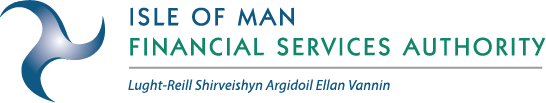 ISLE OF MAN
FINANCIAL SERVICES AUTHORITY
Lught-Reill Shirveishyn Argidoil Ellan Vannin